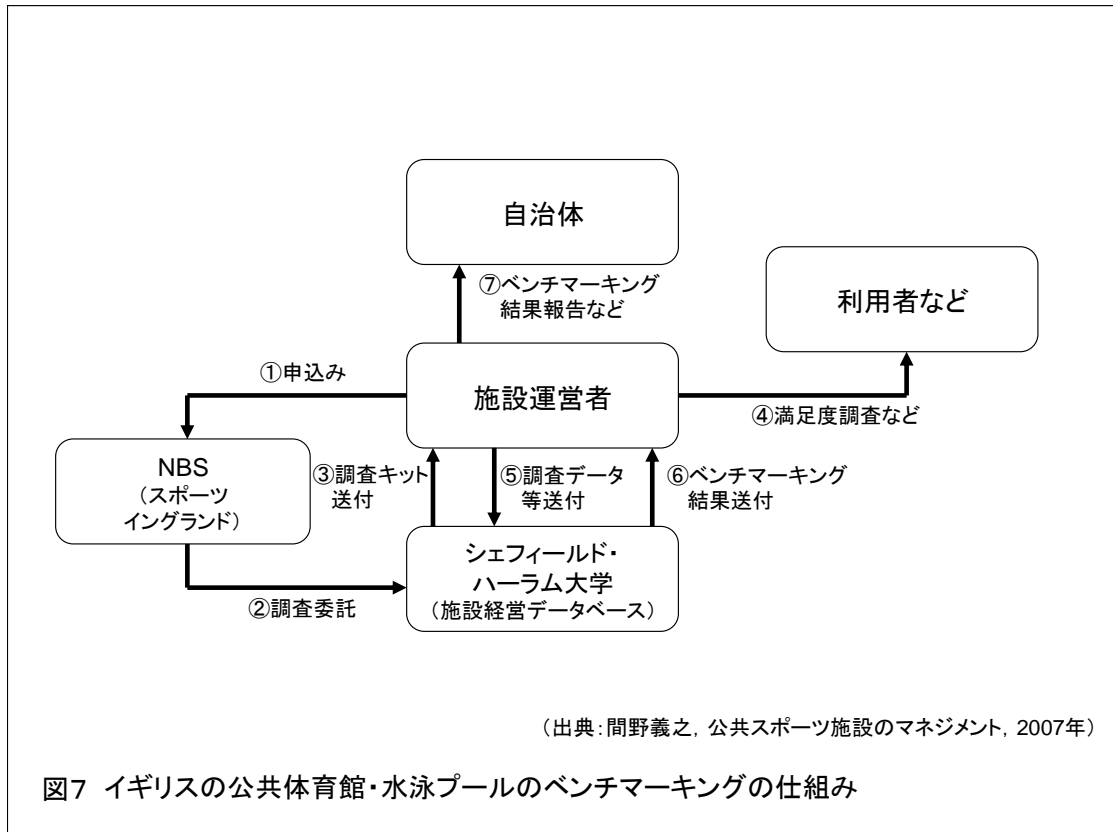 自治体
⑦ベンチマーキング
結果報告など
利用者など
①申込み
施設運営者
④満足度調査など
NBS
（スポーツ
イングランド）
③調査キット
送付
⑤調査データ
等送付
⑥ベンチマーキング
結果送付
シェフィールド・
ハーラム大学
（施設経営データベース）
②調査委託
（出典：間野義之，公共スポーツ施設のマネジメント，2007年）
図7 イギリスの公共体育館・水泳プールのベンチマーキングの仕組み